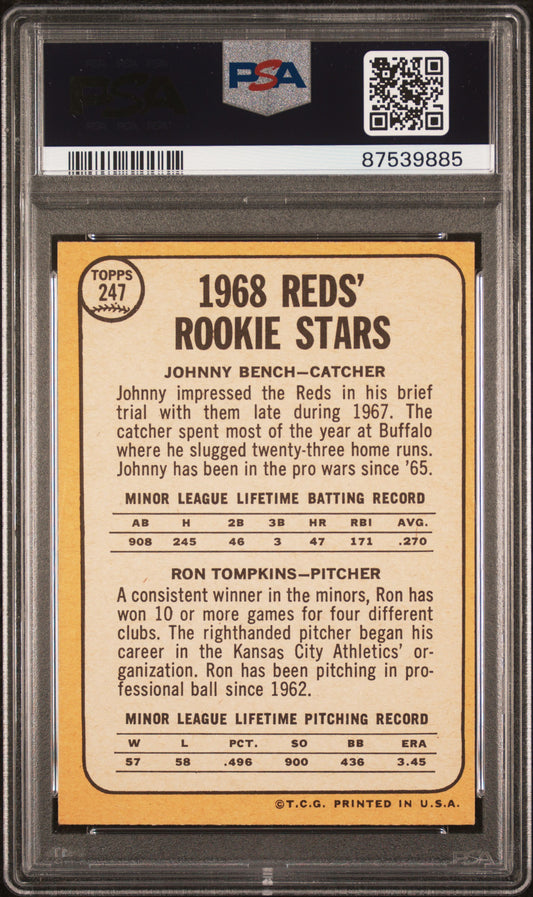 PSA
PSA
87539885
TOPPS
247
1968 REDS'
ROOKIE STARS
JOHNNY BENCH—CATCHER
Johnny impressed the Reds in his brief
trial with them late during 1967. The
catcher spent most of the year at Buffalo
where he slugged twenty-three home runs.
Johnny has been in the pro wars since '65.
MINOR LEAGUE LIFETIME BATTING RECORD
AB H 2B 3B HR RBI AVG.
908 245 46 3 47 171 .270
RON TOMPKINS—PITCHER
A consistent winner in the minors, Ron has
won 10 or more games for four different
clubs. The righthanded pitcher began his
career in the Kansas City Athletics' or-
ganization. Ron has been pitching in pro-
fessional ball since 1962.
MINOR LEAGUE LIFETIME PITCHING RECORD
W L PCT. SO BB ERA
57 58 .496 900 436 3.45
©T.C.G. PRINTED IN U.S.A.
PSA